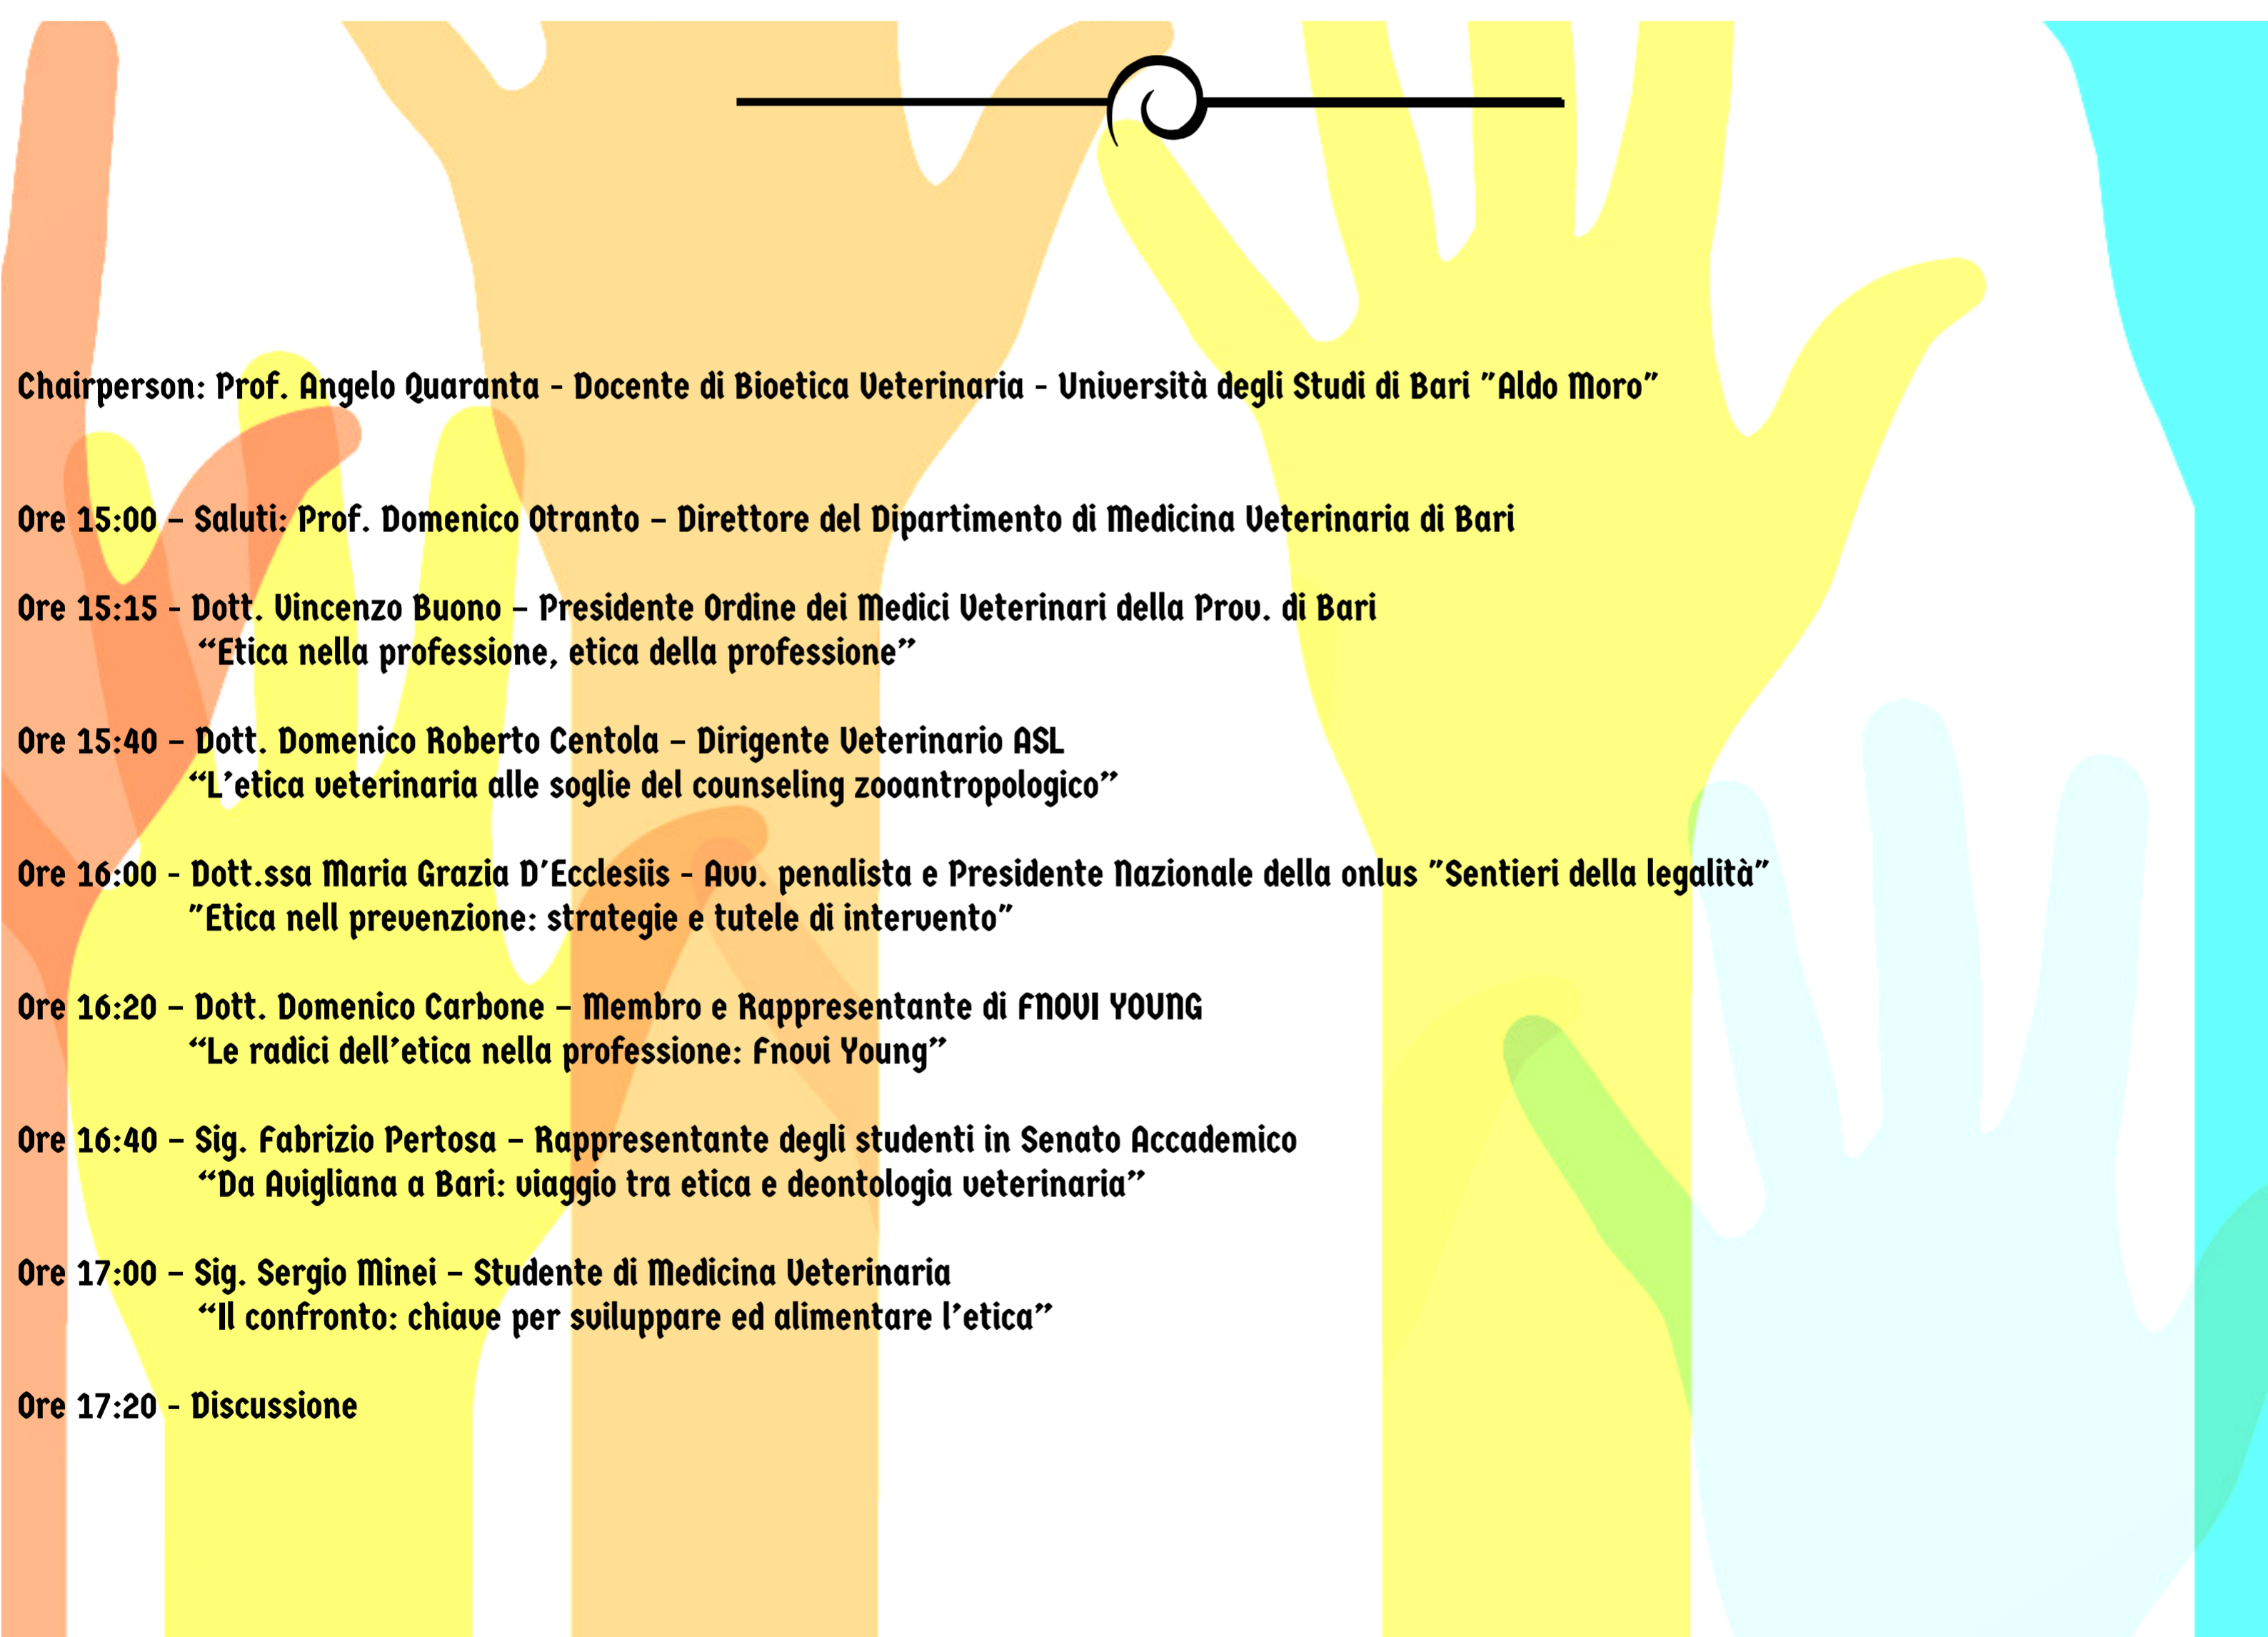 Chairperson: Prof. Angelo Quaranta - Docente di Bioetica Veterinaria - Università degli Studi di Bari "Aldo Moro"
Ore 15:00 – Saluti: Prof. Domenico Otranto – Direttore del Dipartimento di Medicina Veterinaria di Bari
Ore 15:15 - Dott. Vincenzo Buono – Presidente Ordine dei Medici Veterinari della Prov. di Bari
“Etica nella professione, etica della professione”
Ore 15:40 – Dott. Domenico Roberto Centola – Dirigente Veterinario ASL
“L'etica veterinaria alle soglie del counseling zooantropologico”
Ore 16:00 - Dott.ssa Maria Grazia D'Ecclesiis - Avv. penalista e Presidente Nazionale della onlus "Sentieri della legalità"
"Etica nell prevenzione: strategie e tutele di intervento"
Ore 16:20 – Dott. Domenico Carbone – Membro e Rappresentante di FNOVI YOUNG
“Le radici dell’etica nella professione: Fnovi Young”
Ore 16:40 – Sig. Fabrizio Pertosa – Rappresentante degli studenti in Senato Accademico
“Da Avigliana a Bari: viaggio tra etica e deontologia veterinaria”
Ore 17:00 – Sig. Sergio Minei – Studente di Medicina Veterinaria
“Il confronto: chiave per sviluppare ed alimentare l'etica”
Ore 17:20 - Discussione